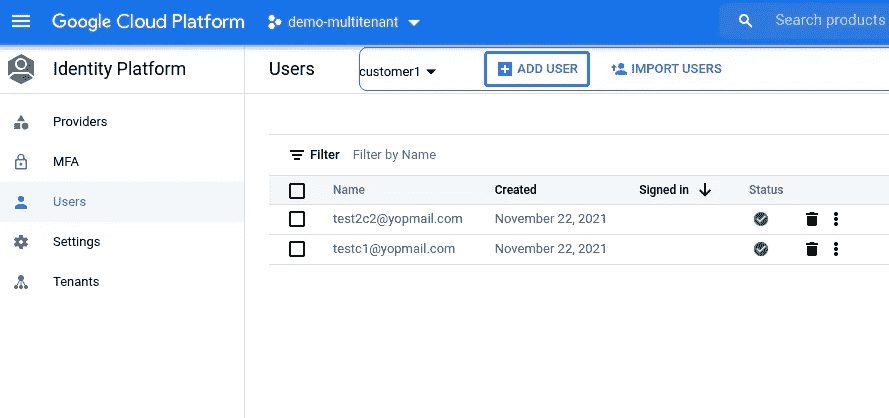 Google Cloud Platform demo-multitenant Search products
Identity Platform Users customer1 ADD USER IMPORT USERS
Providers
MFA
Users
Settings
Tenants
Filter Filter by Name
Name Created Signed in Status
test2c2@yopmail.com November 22, 2021
testc1@yopmail.com November 22, 2021